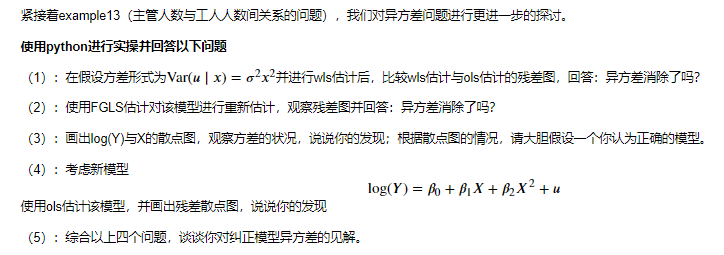 紧接着example13（主管人数与工人人数间关系的问题），我们对异方差问题进行更进一步的探讨。
使用python进行实操并回答以下问题
（1）：在假设方差形式为Var(u | x) = σ²x²并进行wls估计后，比较wls估计与ols估计的残差图，回答：异方差消除了吗？
（2）：使用FGLS估计对该模型进行重新估计，观察残差图并回答：异方差消除了吗？
（3）：画出log(Y)与X的散点图，观察方差的状况，说说你的发现；根据散点图的情况，请大胆假设一个你认为正确的模型。
（4）：考虑新模型
log(Y) = β₀ + β₁X + β₂X² + u
使用ols估计该模型，并画出残差散点图，说说你的发现
（5）：综合以上四个问题，谈谈你对纠正模型异方差的见解。